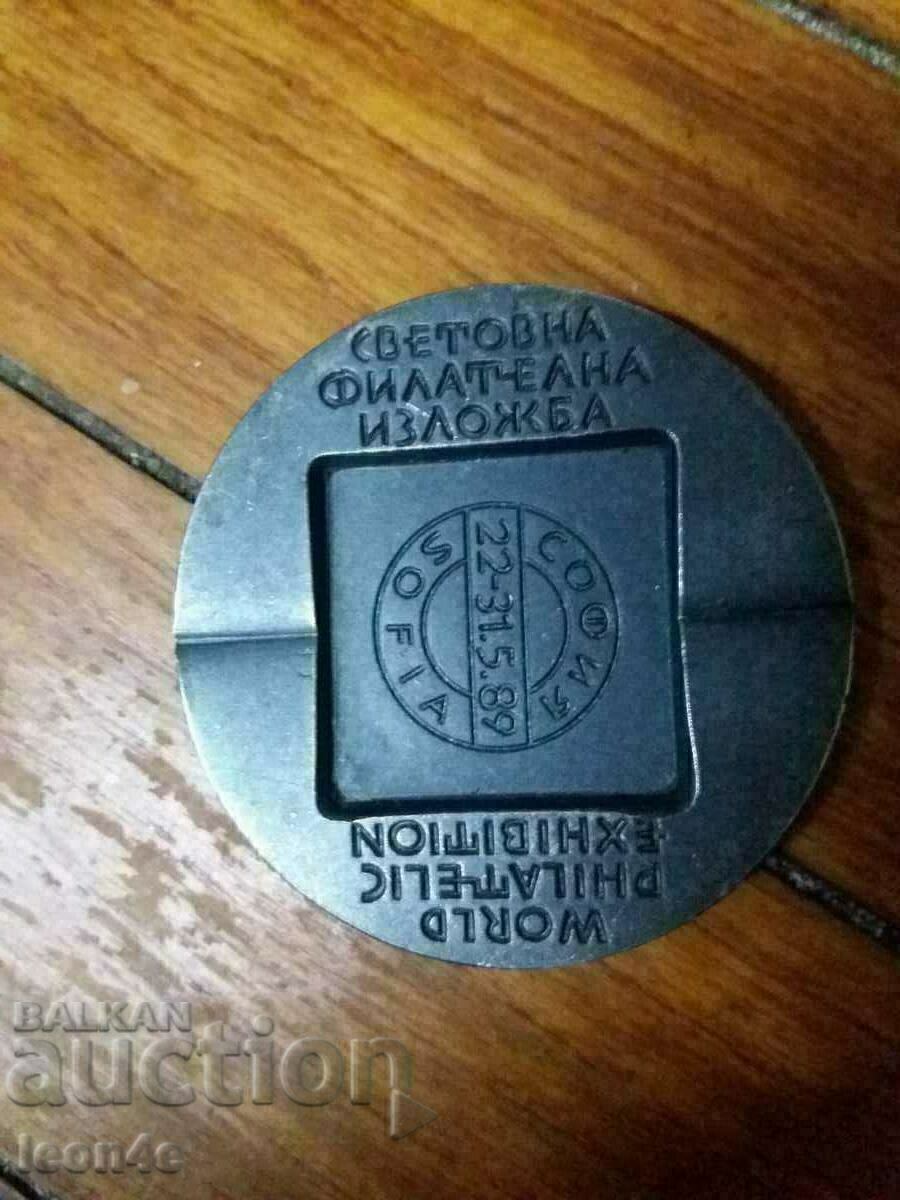 СВЕТОВНА
ФИЛАТЕЛНА
ИЗЛОЖБА
СОФИЯ
22-31.5.89
SOFIA
WORLD
PHILATELIC
EXHIBITION
BALKAN
auction
leon4e